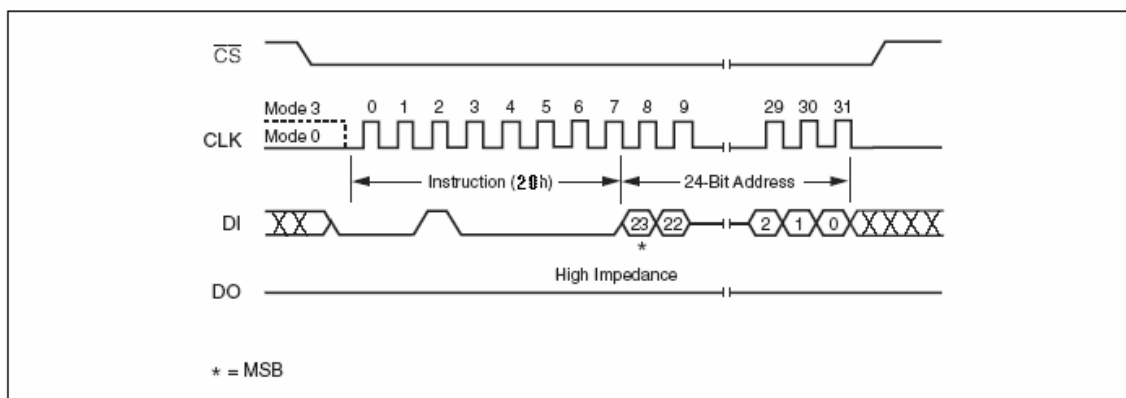 CS
Mode 3 0 1 2 3 4 5 6 7 8 9 29 30 31
CLK Mode 0
Instruction (20h) 24-Bit Address
DI 23 22 2 1 0
*
High Impedance
DO
* = MSB